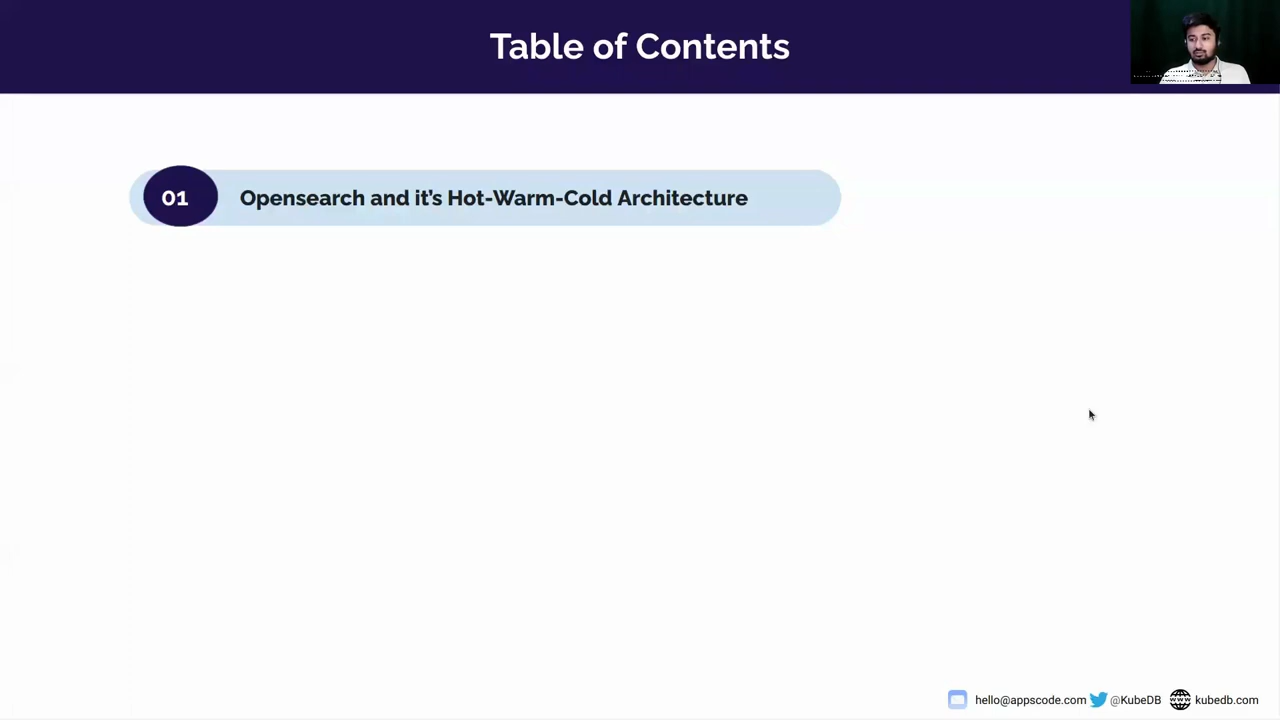 Table of Contents
01 Opensearch and it's Hot-Warm-Cold Architecture
hello@appscode.com @KubeDB kubedb.com